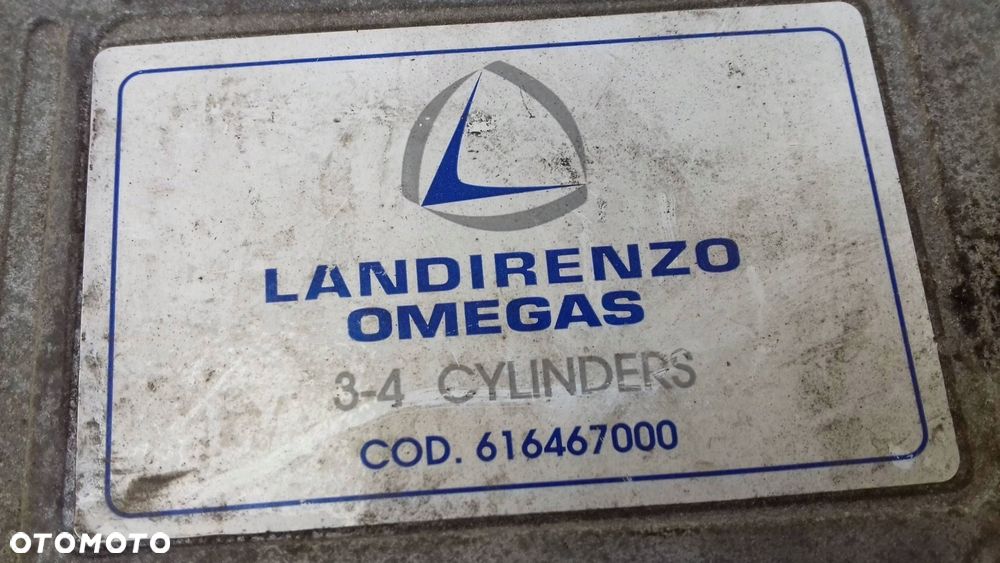 LANDIRENZO
OMEGAS
3-4 CYLINDERS
COD. 616467000
OTOMOTO